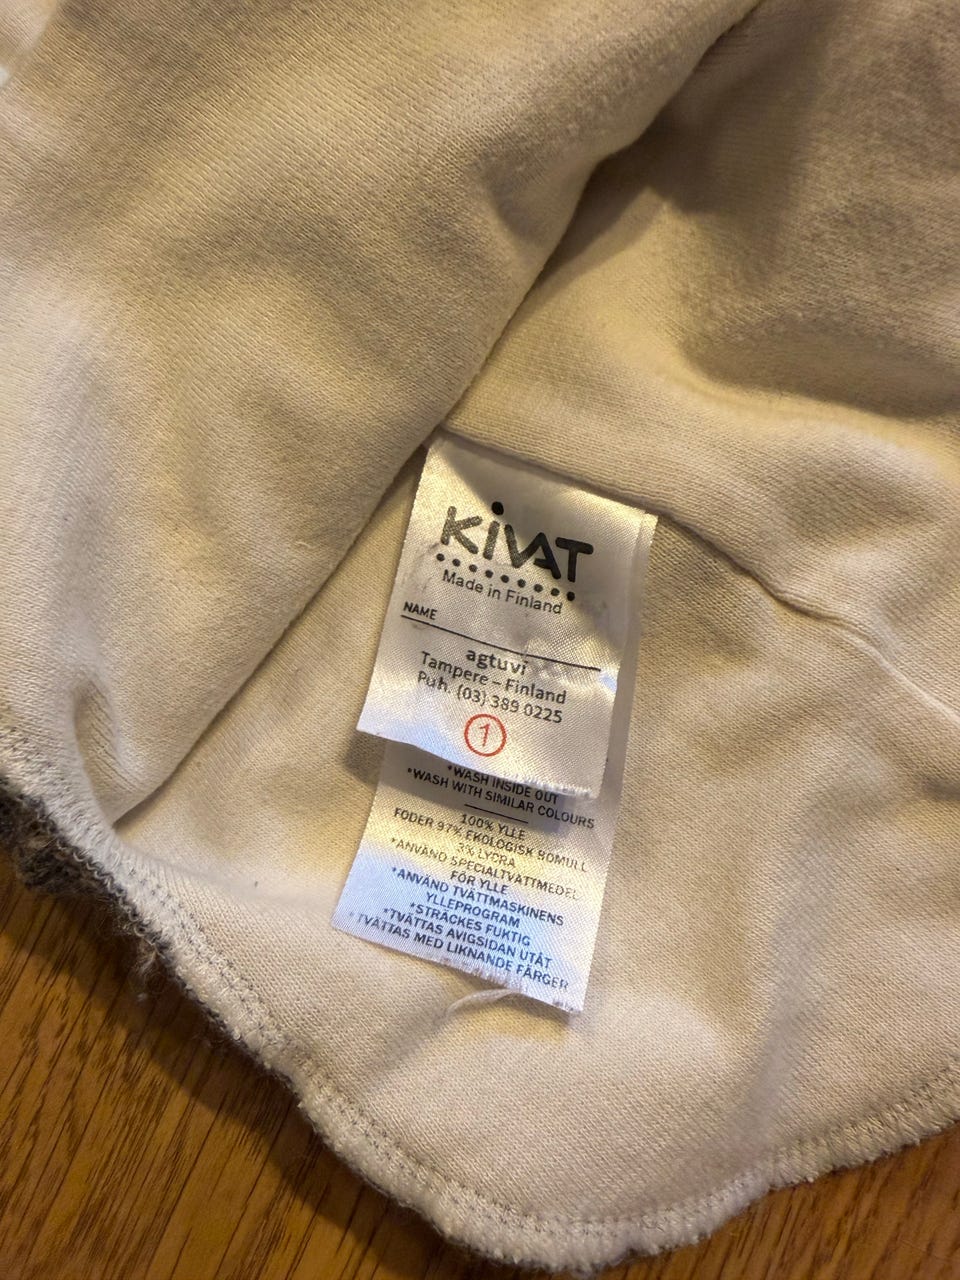 KiVAT
Made in Finland
NAME
agtuvi
Tampere – Finland
Puh. (03) 389 0225
1
*WASH INSIDE OUT
*WASH WITH SIMILAR COLOURS
100% YLLE
FODER 97% EKOLOGISK BOMULL
3% LYCRA
*ANVÄND SPECIALTVÄTTMEDEL
FÖR YLLE
*ANVÄND TVÄTTMASKINENS
YLLEPROGRAM
*STRÄCKES FUKTIG
*TVÄTTAS AVIGSIDAN UTÅT
*TVÄTTAS MED LIKNANDE FÄRGER